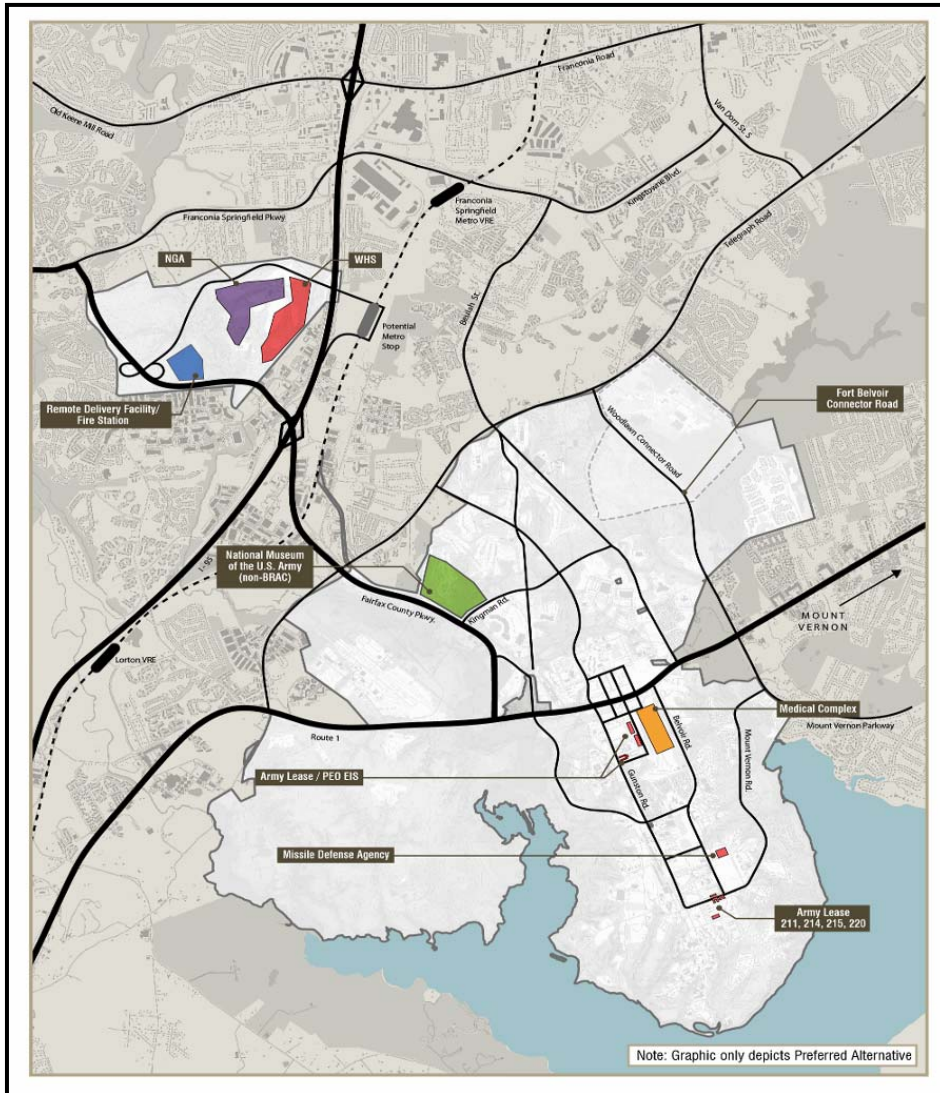 Franconia Road
Old Keene Mill Road
Van Dorn St. S
Franconia
Springfield
Metro VRE
Kingstowne Blvd.
Franconia Springfield Pkwy.
Telegraph Road
NGA
WHS
Beulah St.
Potential
Metro
Stop
Remote Delivery Facility/
Fire Station
Fort Belvoir
Connector Road
Woodlawn Connector Road
National Museum
of the U.S. Army
(non-BRAC)
I-95
Kingman Rd.
Fairfax County Pkwy.
MOUNT
VERNON
Lorton VRE
Medical Complex
Route 1
Belvoir Rd.
Mount Vernon Parkway
Mount Vernon Rd.
Army Lease / PEO EIS
Gunston Rd.
Missile Defense Agency
Army Lease
211, 214, 215, 220
Note: Graphic only depicts Preferred Alternative